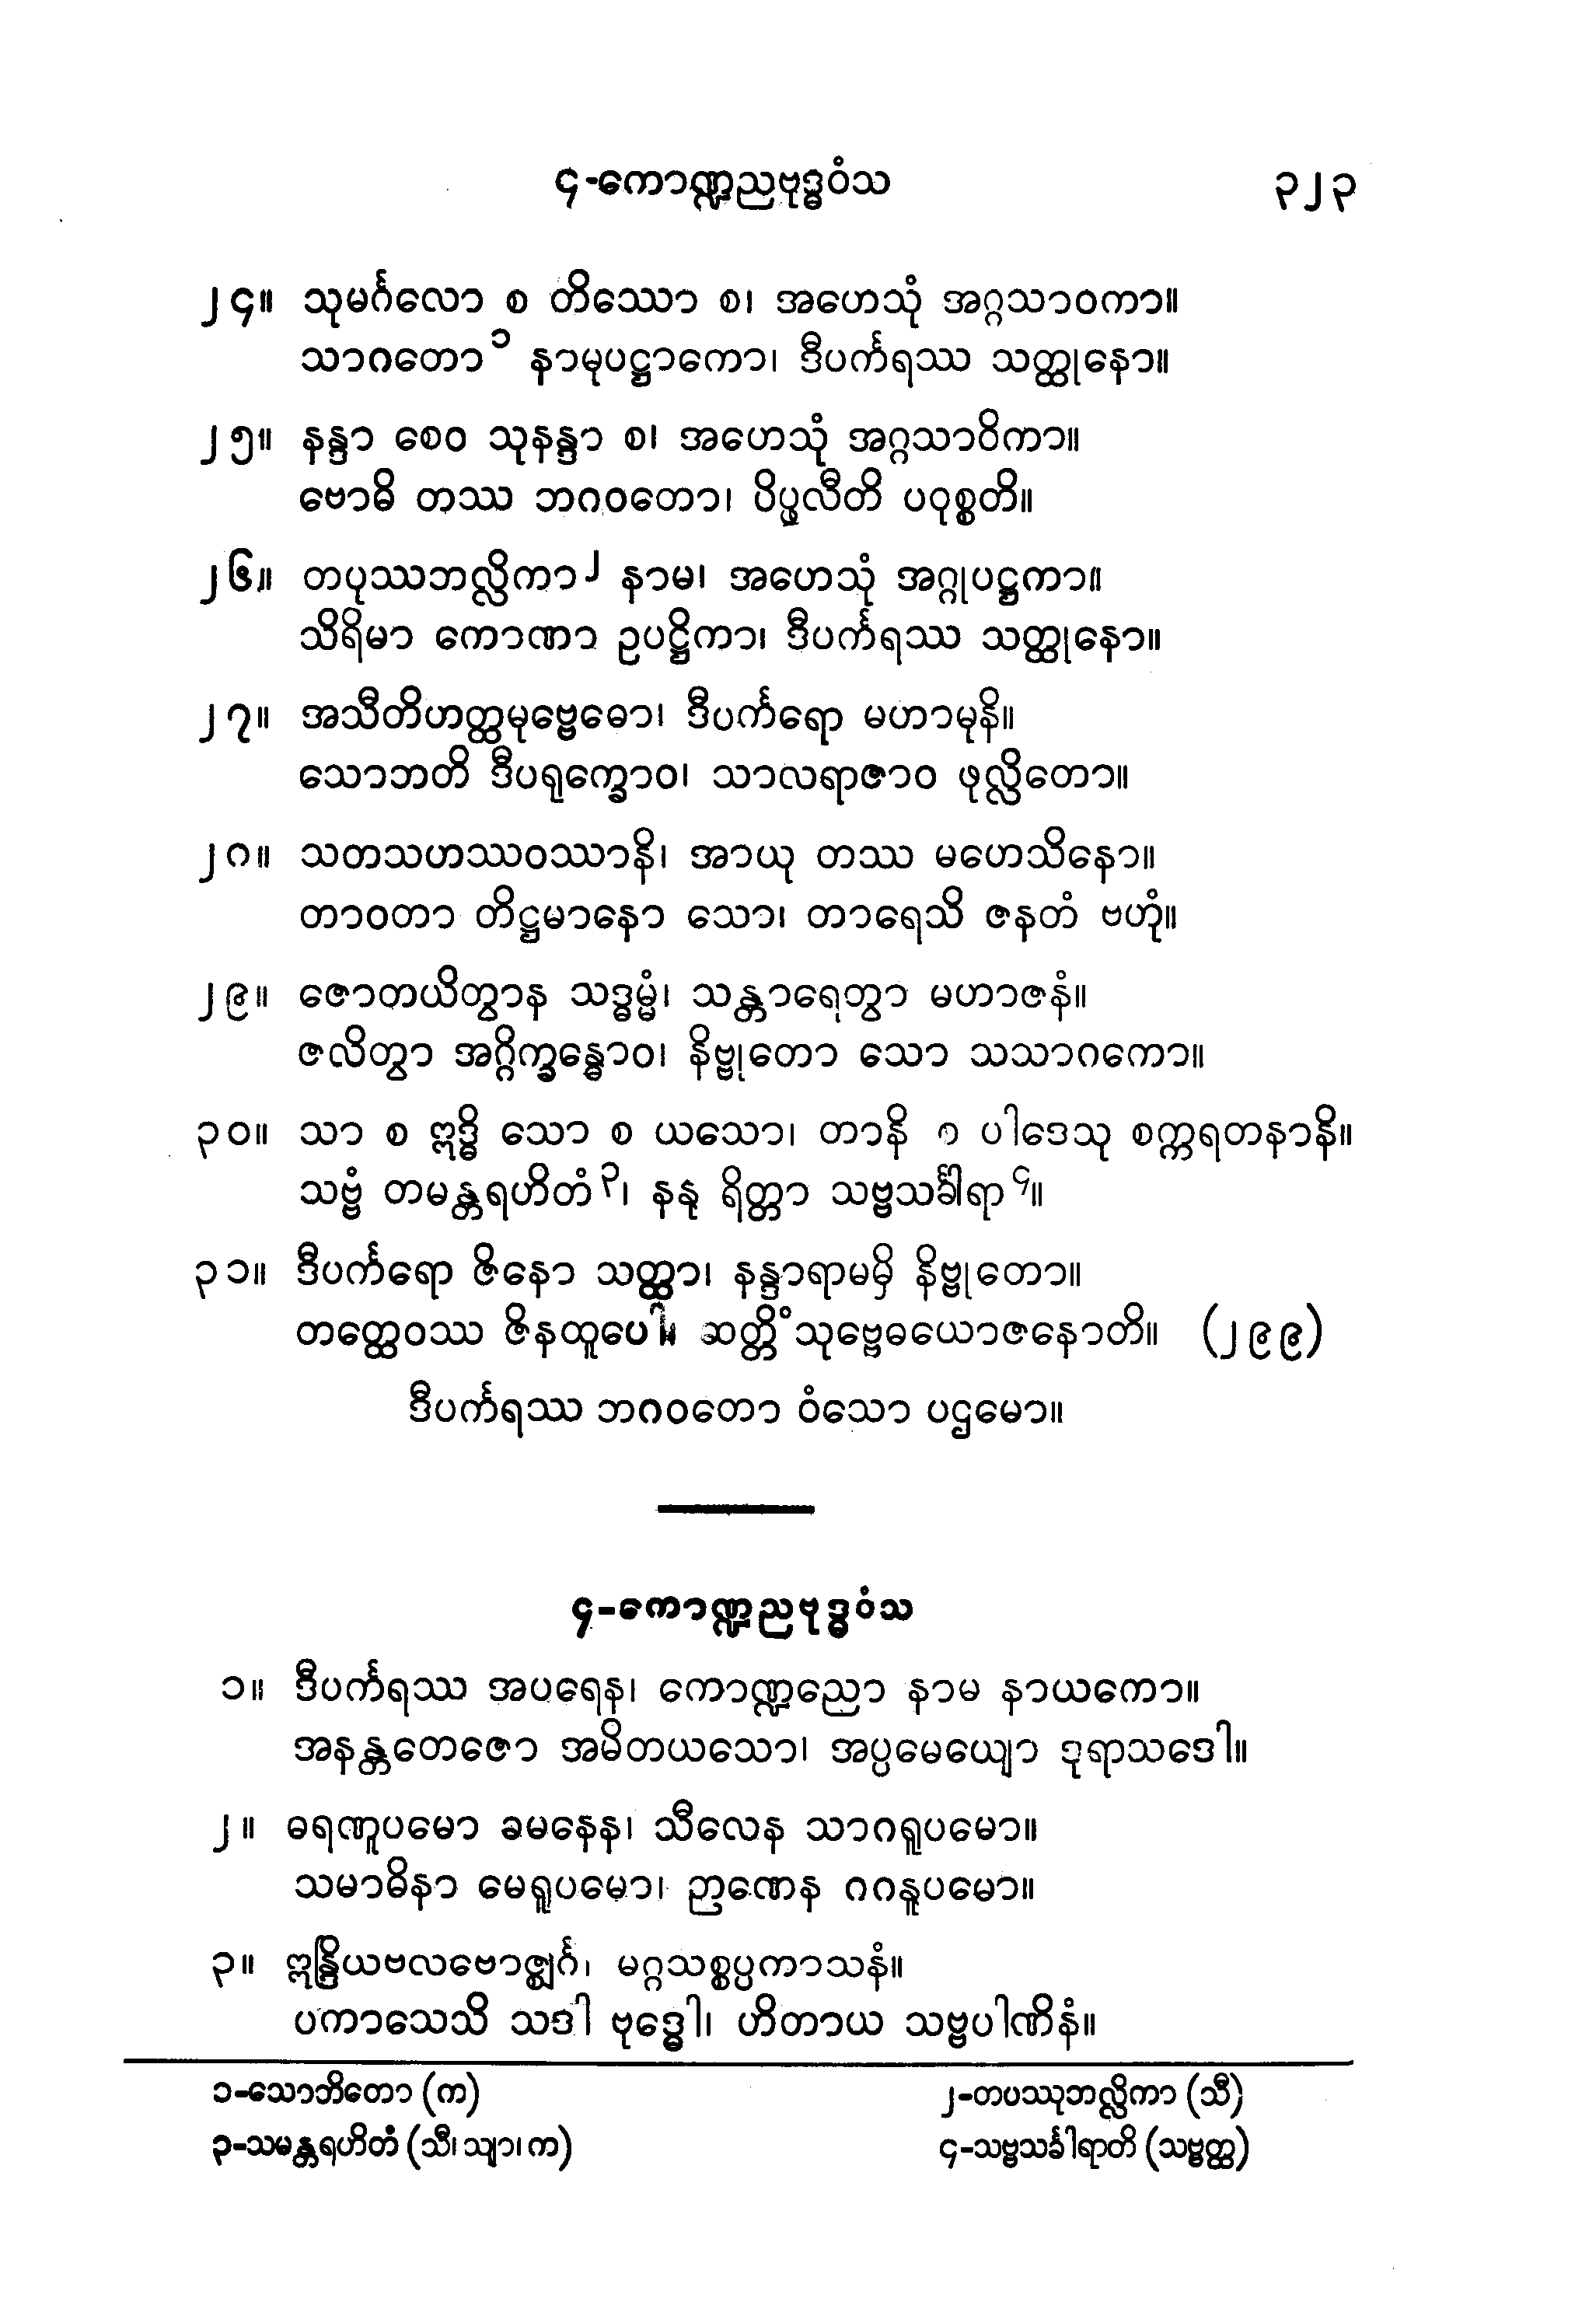 ၄-ကောဏ္ဍညဗုဒ္ဓဝံသ ၃၂၃
၂၄။ သုမင်္ဂလော စ တိဿော စ၊ အဟေသုံ အဂ္ဂသာဝကာ။
သာဂတော၁ နာမုပဋ္ဌာကော၊ ဒီပင်္ကရဿ သတ္ထုနော။
၂၅။ နန္ဒာ စေဝ သုနန္ဒာ စ၊ အဟေသုံ အဂ္ဂသာဝိကာ။
ဗောဓိ တဿ ဘဂဝတော၊ ပိပ္ဖလီတိ ပဝုစ္စတိ။
၂၆။ တပုဿဘလ္လိကာ၂ နာမ၊ အဟေသုံ အဂ္ဂုပဋ္ဌကာ။
သိရိမာ ကောဏာ ဥပဋ္ဌိကာ၊ ဒီပင်္ကရဿ သတ္ထုနော။
၂၇။ အသီတိဟတ္ထမုဗ္ဗေဓော၊ ဒီပင်္ကရော မဟာမုနိ။
သောဘတိ ဒီပရုက္ခောဝ၊ သာလရာဇာဝ ဖုလ္လိတော။
၂၈။ သတသဟဿဝဿာနိ၊ အာယု တဿ မဟေသိနော။
တာဝတာ တိဋ္ဌမာနော သော၊ တာရေသိ ဇနတံ ဗဟုံ။
၂၉။ ဇောတယိတွာန သဒ္ဓမ္မံ၊ သန္တာရေတွာ မဟာဇနံ။
ဇလိတွာ အဂ္ဂိက္ခန္ဓောဝ၊ နိဗ္ဗုတော သော သသာဂကော။
၃၀။ သာ စ ဣဒ္ဓိ သော စ ယသော၊ တာနိ စ ပါဒေသု စက္ကရတနာနိ။
သဗ္ဗံ တမန္တရဟိတံ၃၊ နနု ရိတ္တာ သဗ္ဗသင်္ခါရာ၄။
၃၁။ ဒီပင်္ကရော ဇိနော သတ္ထာ၊ နန္ဒာရာမမှိ နိဗ္ဗုတော။
တတ္ထေဝဿ ဇိနထူပေါ။ ဆတ္တိံသုဗ္ဗေဓယောဇနောတိ။ (၂၉၉)
ဒီပင်္ကရဿ ဘဂဝတော ဝံသော ပဌမော။
၄-ကောဏ္ဍညဗုဒ္ဓဝံသ
၁။ ဒီပင်္ကရဿ အပရေန၊ ကောဏ္ဍညော နာမ နာယကော။
အနန္တတေဇော အမိတယသော၊ အပ္ပမေယျော ဒုရာသဒေါ။
၂။ ဓရဏူပမော ခမနေန၊ သီလေန သာဂရူပမော။
သမာဓိနာ မေရူပမော၊ ဉာဏေန ဂဂနူပမော။
၃။ ဣန္ဒြိယဗလဗောဇ္ဈင်္ဂ၊ မဂ္ဂသစ္စပ္ပကာသနံ။
ပကာသေသိ သဒါ ဗုဒ္ဓေါ၊ ဟိတာယ သဗ္ဗပါဏိနံ။
၁-သောဘိတော (က) ၂-တပဿုဘလ္လိကာ (သီ)
၃-သမန္တရဟိတံ (သီ၊ သျာ၊ က) ၄-သဗ္ဗသင်္ခါရာတိ (သဗ္ဗတ္ထ)